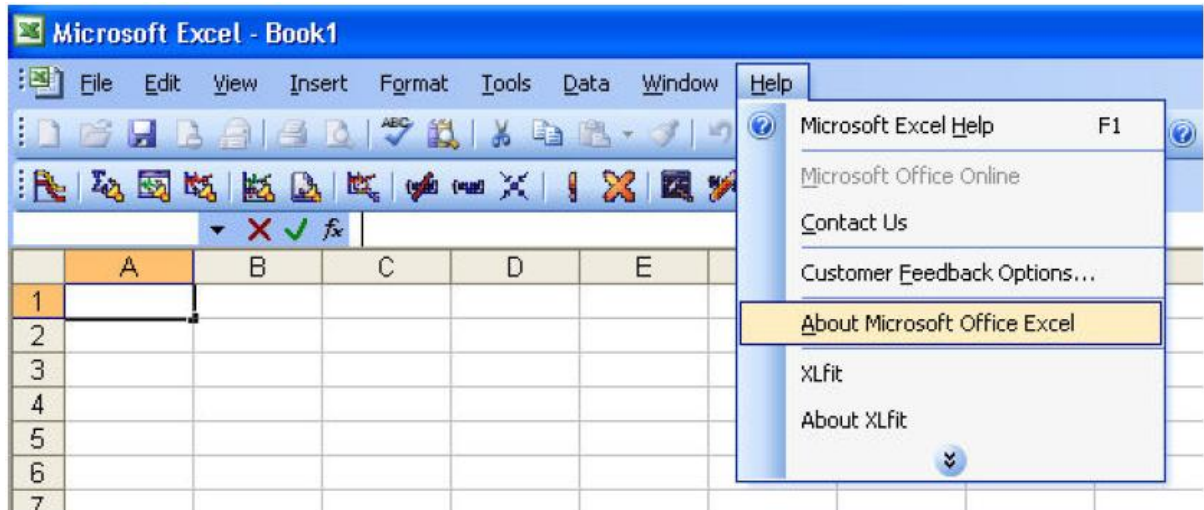 Microsoft Excel - Book1
File Edit View Insert Format Tools Data Window Help
ABC
Microsoft Excel Help F1
Microsoft Office Online
Contact Us
fx
Customer Feedback Options...
A B C D E
1
About Microsoft Office Excel
2
3
XLfit
4
About XLfit
5
6
7